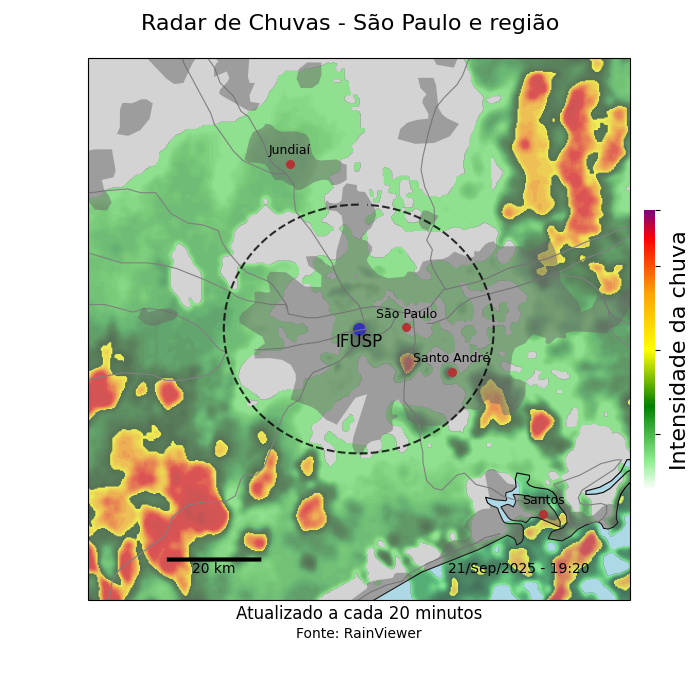 Radar de Chuvas - São Paulo e região
Jundiaí
São Paulo
IFUSP
Santo André
Intensidade da chuva
Santos
20 km
21/Sep/2025 - 19:20
Atualizado a cada 20 minutos
Fonte: RainViewer